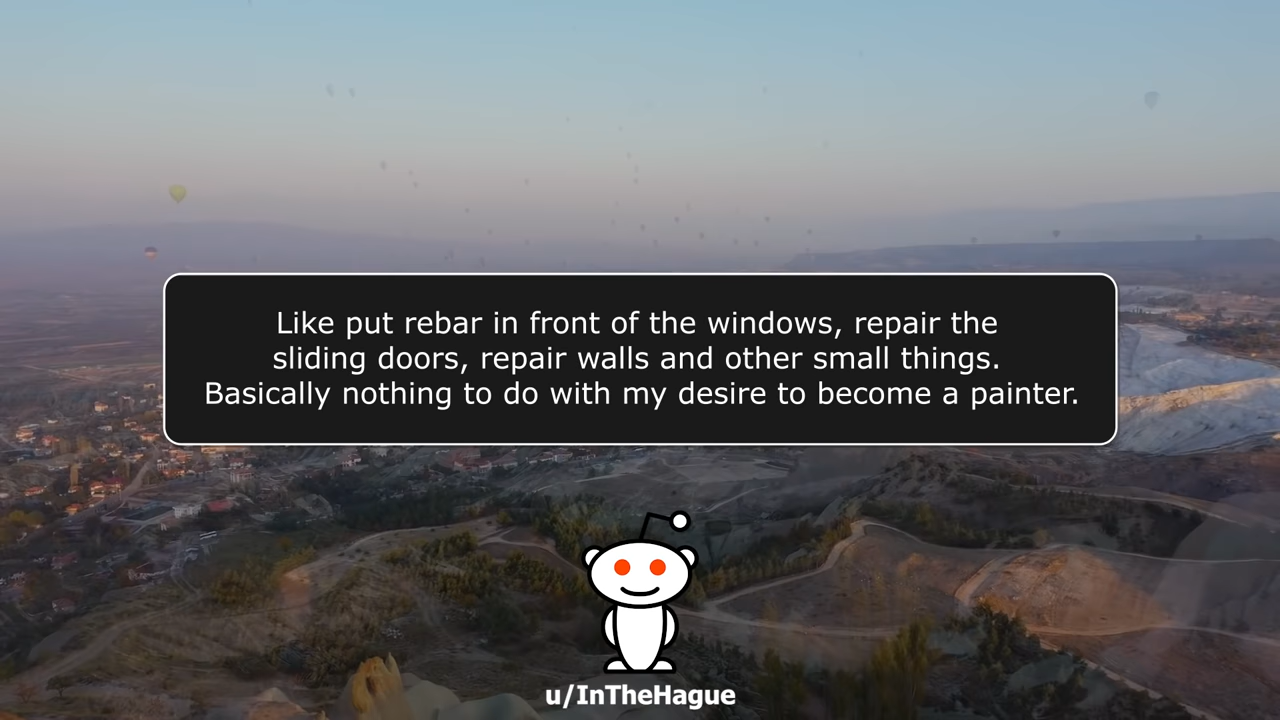 Like put rebar in front of the windows, repair the
sliding doors, repair walls and other small things.
Basically nothing to do with my desire to become a painter.
u/InTheHague